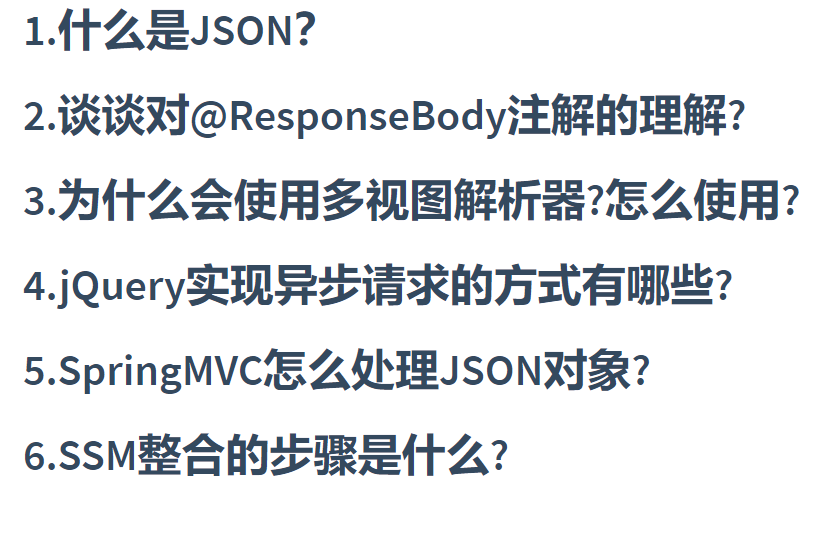 1.什么是JSON？
2.谈谈对@ResponseBody注解的理解?
3.为什么会使用多视图解析器?怎么使用?
4.jQuery实现异步请求的方式有哪些?
5.SpringMVC怎么处理JSON对象?
6.SSM整合的步骤是什么?